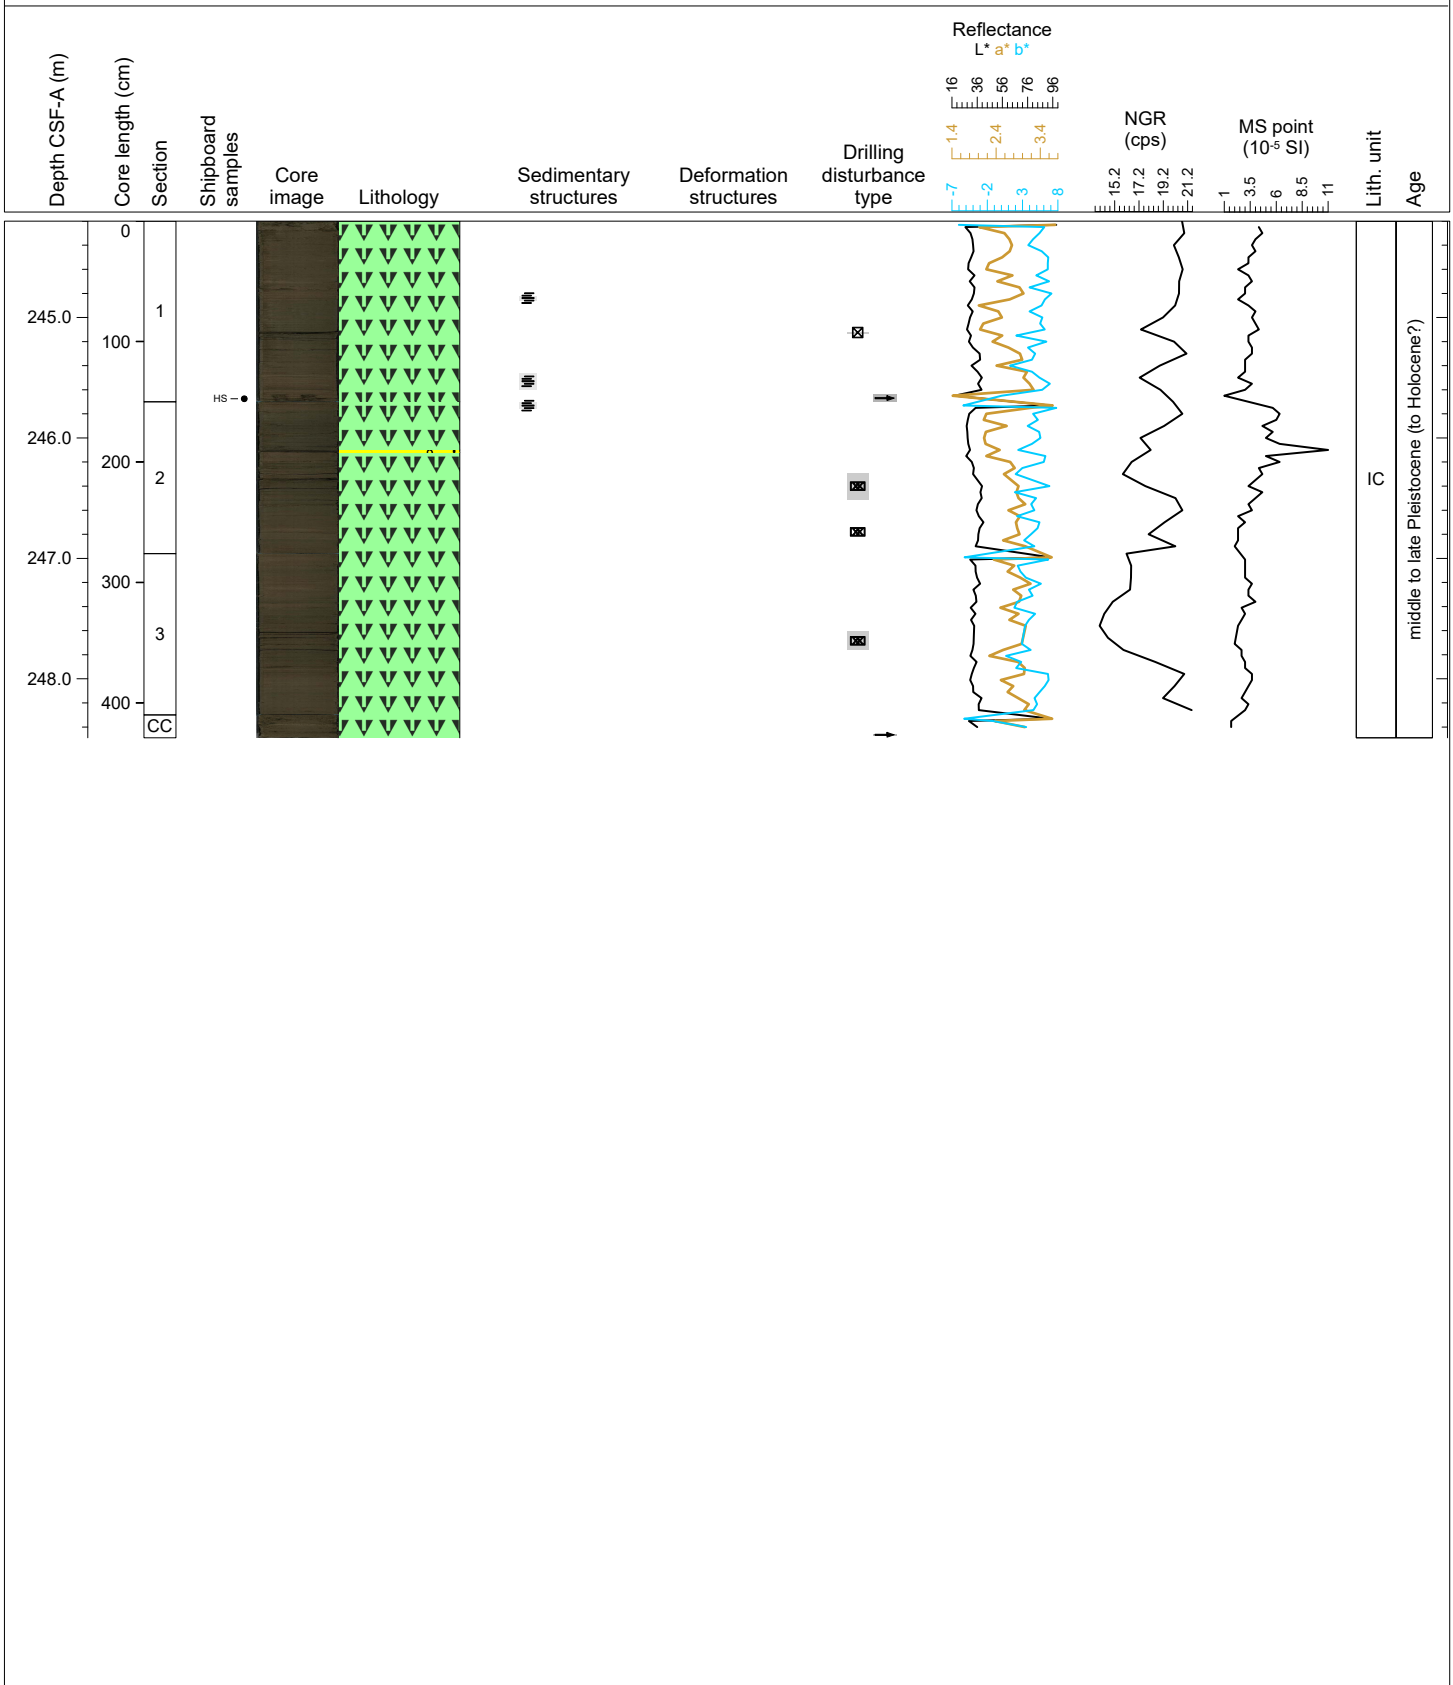 Depth CSF-A (m)
Core length (cm)
Section
Shipboard
samples
Core
image
Lithology
Sedimentary
structures
Deformation
structures
Drilling
disturbance
type
Reflectance
L* a* b*
16 36 56 76 96
1.4 2.4 3.4
-7 -2 3 8
NGR
(cps)
15.2 17.2 19.2 21.2
MS point
(10-5 SI)
1 3.5 6 8.5 11
Lith. unit
Age
0
1
245.0
100
HS
246.0
200
2
247.0
300
3
248.0
400
CC
IC
middle to late Pleistocene (to Holocene?)